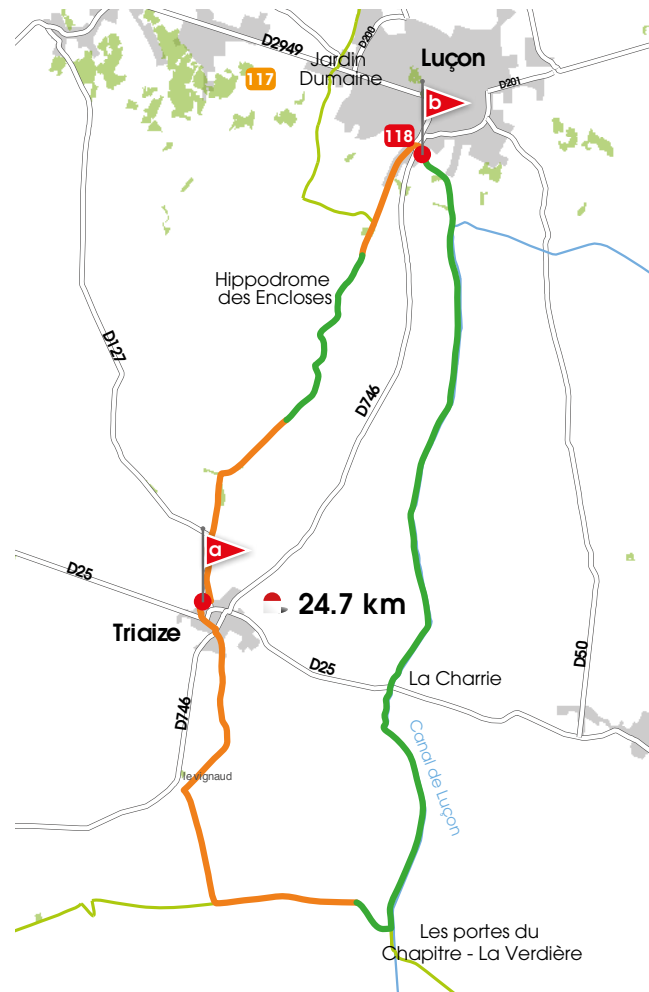 D200
D2949
Luçon
Jardin
Dumaine
117
D201
b
118
Hippodrome
des Encloses
D127
D746
a
D25
24.7 km
Triaize
D25
D50
La Charrie
D746
Canal de Luçon
le vignaud
Les portes du
Chapitre - La Verdière